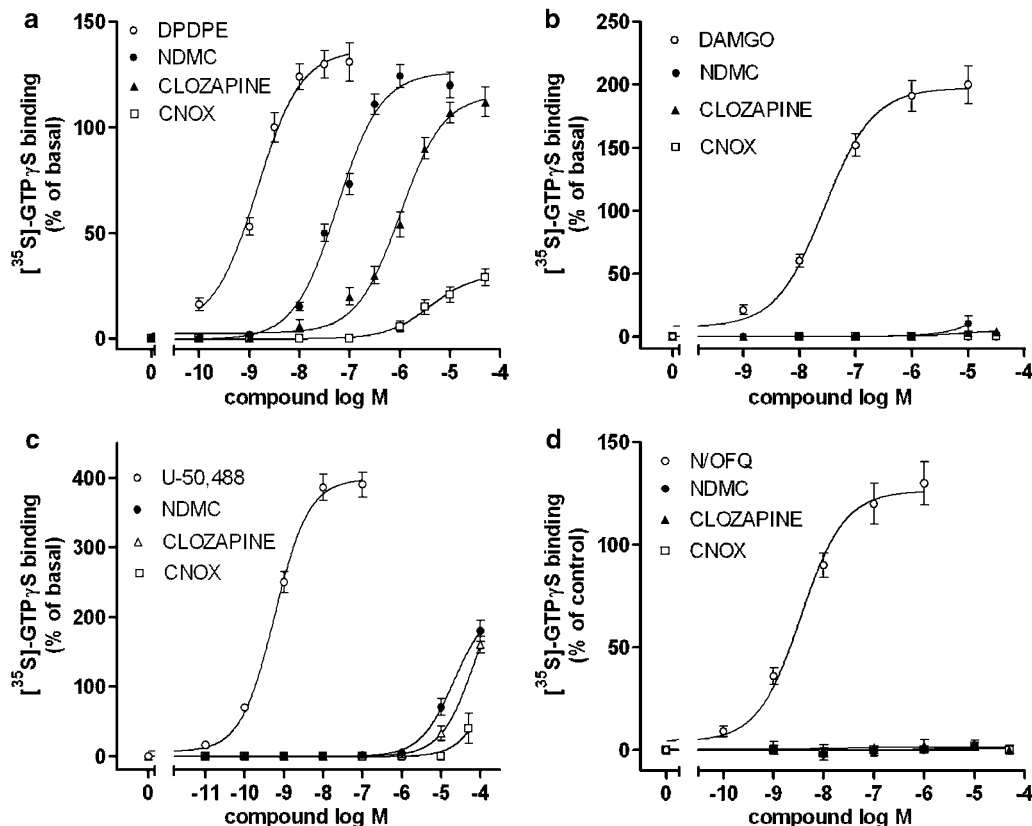 a
DPDPE
NDMC
CLOZAPINE
CNOX
[35S]-GTPγS binding
(% of basal)
150
100
50
0
0 -10 -9 -8 -7 -6 -5 -4
compound log M
b
DAMGO
NDMC
CLOZAPINE
CNOX
[35S]-GTPγS binding
(% of basal)
250
200
150
100
50
0
0 -9 -8 -7 -6 -5 -4
compound log M
c
U-50,488
NDMC
CLOZAPINE
CNOX
[35S]-GTPγS binding
(% of basal)
400
300
200
100
0
0 -11 -10 -9 -8 -7 -6 -5 -4
compound log M
d
N/OFQ
NDMC
CLOZAPINE
CNOX
[35S]-GTPγS binding
(% of control)
150
100
50
0
0 -10 -9 -8 -7 -6 -5 -4
compound log M